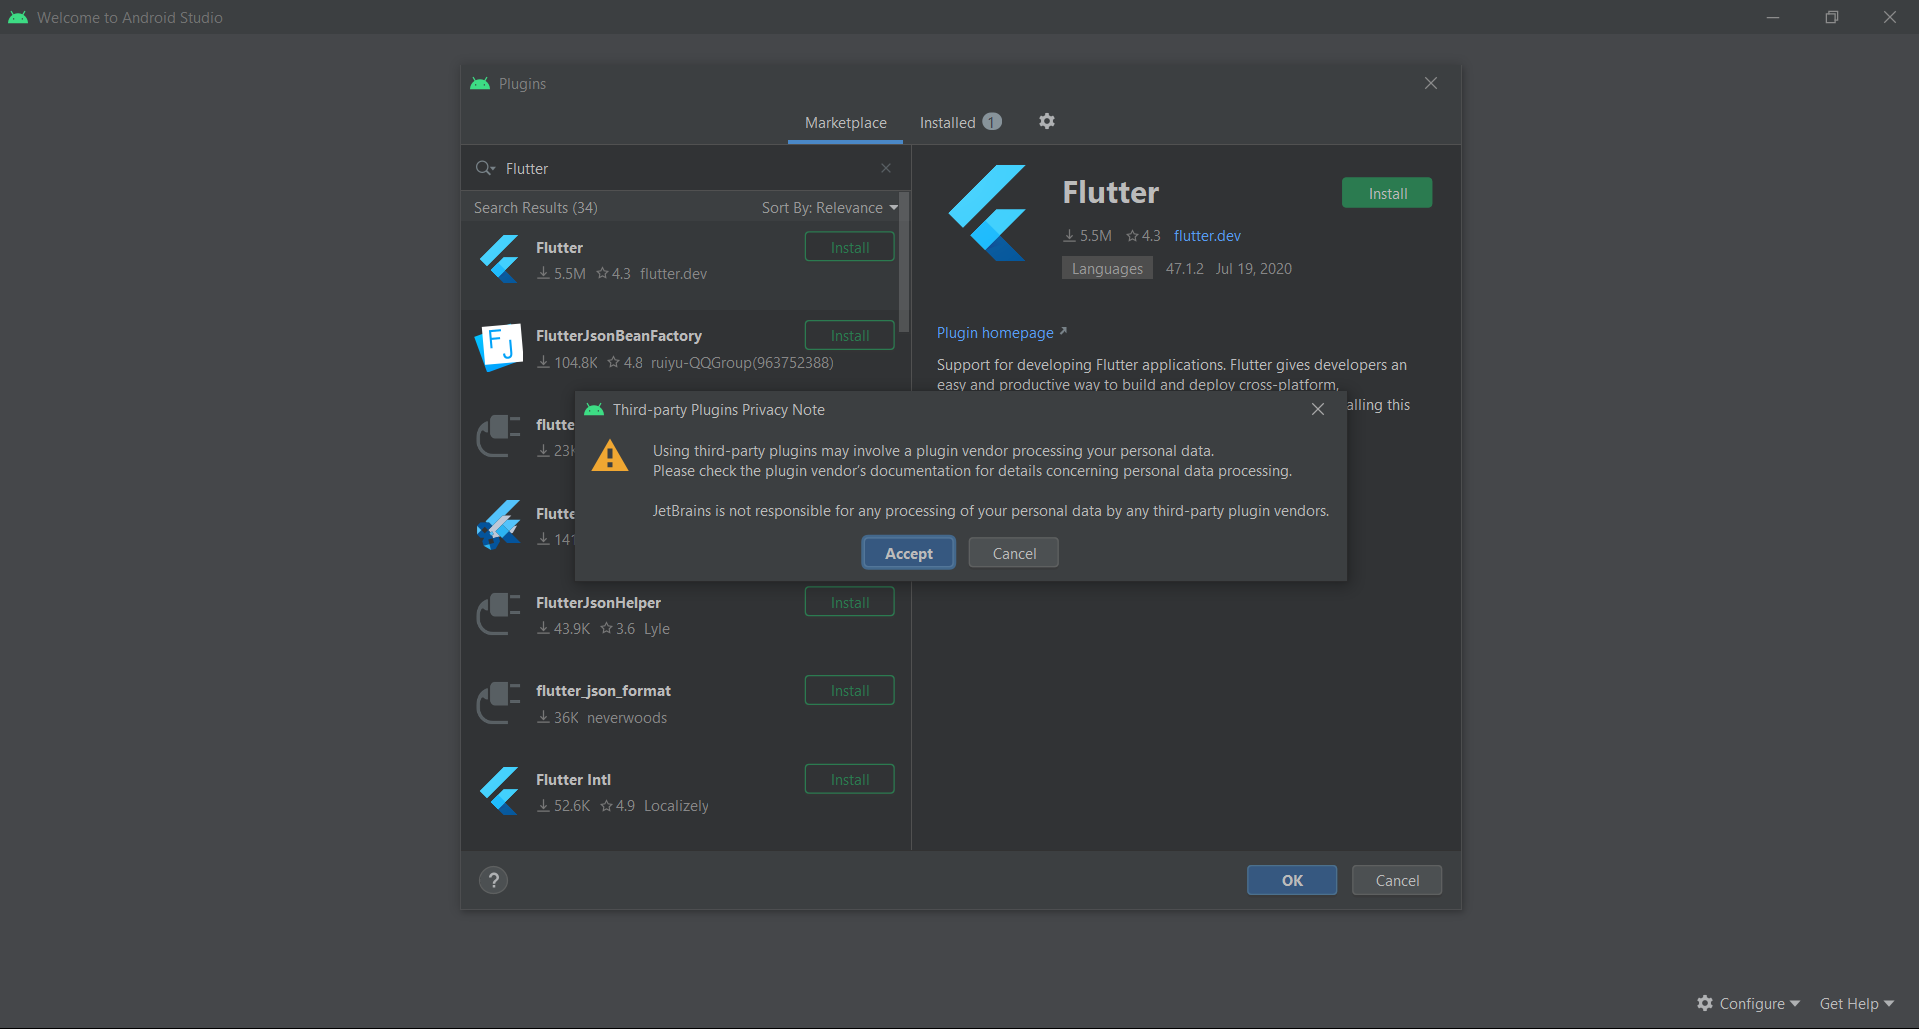 Welcome to Android Studio
Plugins
Marketplace
Installed 1
Flutter
Search Results (34)
Sort By: Relevance
Flutter
Install
5.5M 4.3 flutter.dev
FlutterJsonBeanFactory
Install
104.8K 4.8 ruiyu-QQGroup(963752388)
flutte
23K
Flutte
141
FlutterJsonHelper
Install
43.9K 3.6 Lyle
flutter_json_format
Install
36K neverwoods
Flutter Intl
Install
52.6K 4.9 Localizely
Flutter
Install
5.5M 4.3 flutter.dev
Languages 47.1.2 Jul 19, 2020
Plugin homepage
Support for developing Flutter applications. Flutter gives developers an
easy and productive way to build and deploy cross-platform,
alling this
Third-party Plugins Privacy Note
Using third-party plugins may involve a plugin vendor processing your personal data.
Please check the plugin vendor's documentation for details concerning personal data processing.
JetBrains is not responsible for any processing of your personal data by any third-party plugin vendors.
Accept
Cancel
?
OK
Cancel
Configure
Get Help